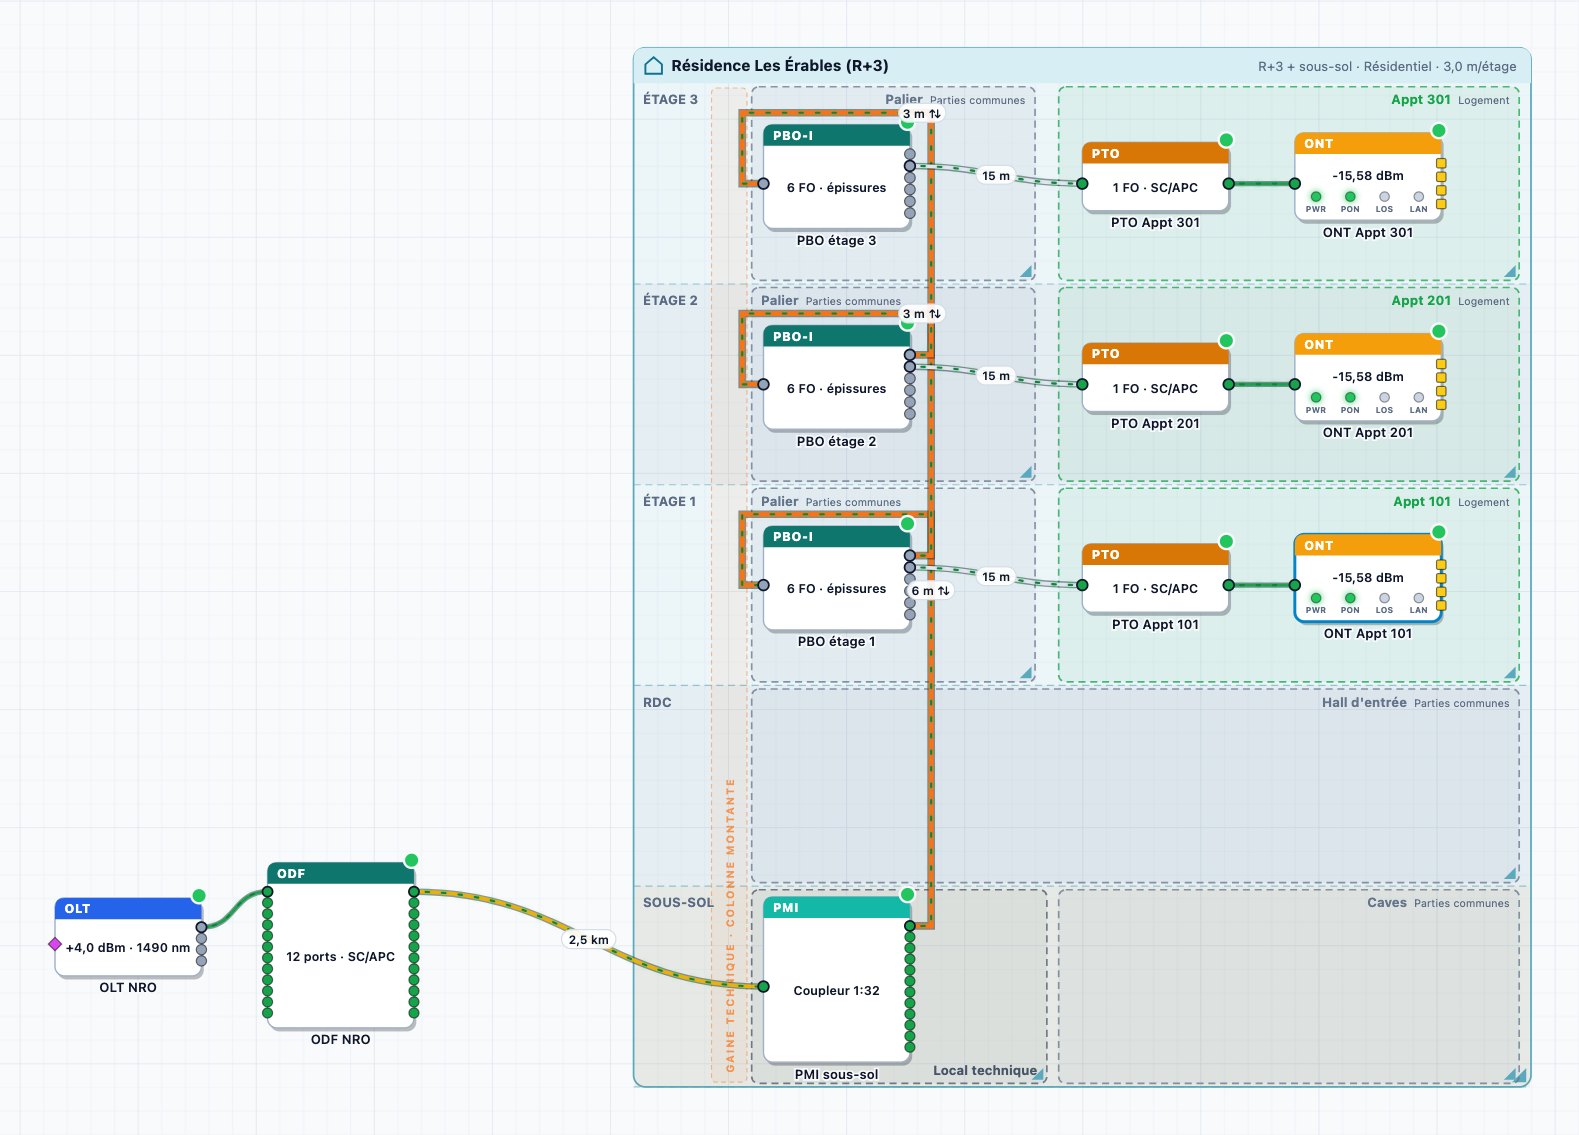 Résidence Les Érables (R+3)
R+3 + sous-sol · Résidentiel · 3,0 m/étage
ÉTAGE 3
Palier Parties communes
3 m ⇅
PBO-I
6 FO · épissures
PBO étage 3
15 m
Appt 301 Logement
PTO
1 FO · SC/APC
PTO Appt 301
ONT
-15,58 dBm
PWR PON LOS LAN
ONT Appt 301
ÉTAGE 2
Palier Parties communes
3 m ⇅
PBO-I
6 FO · épissures
PBO étage 2
15 m
Appt 201 Logement
PTO
1 FO · SC/APC
PTO Appt 201
ONT
-15,58 dBm
PWR PON LOS LAN
ONT Appt 201
ÉTAGE 1
Palier Parties communes
PBO-I
6 FO · épissures
PBO étage 1
15 m
6 m ⇅
Appt 101 Logement
PTO
1 FO · SC/APC
PTO Appt 101
ONT
-15,58 dBm
PWR PON LOS LAN
ONT Appt 101
RDC
Hall d'entrée Parties communes
GAINE TECHNIQUE · COLONNE MONTANTE
OLT
+4,0 dBm · 1490 nm
OLT NRO
ODF
12 ports · SC/APC
ODF NRO
2,5 km
SOUS-SOL
PMI
Coupleur 1:32
PMI sous-sol
Local technique
Caves Parties communes